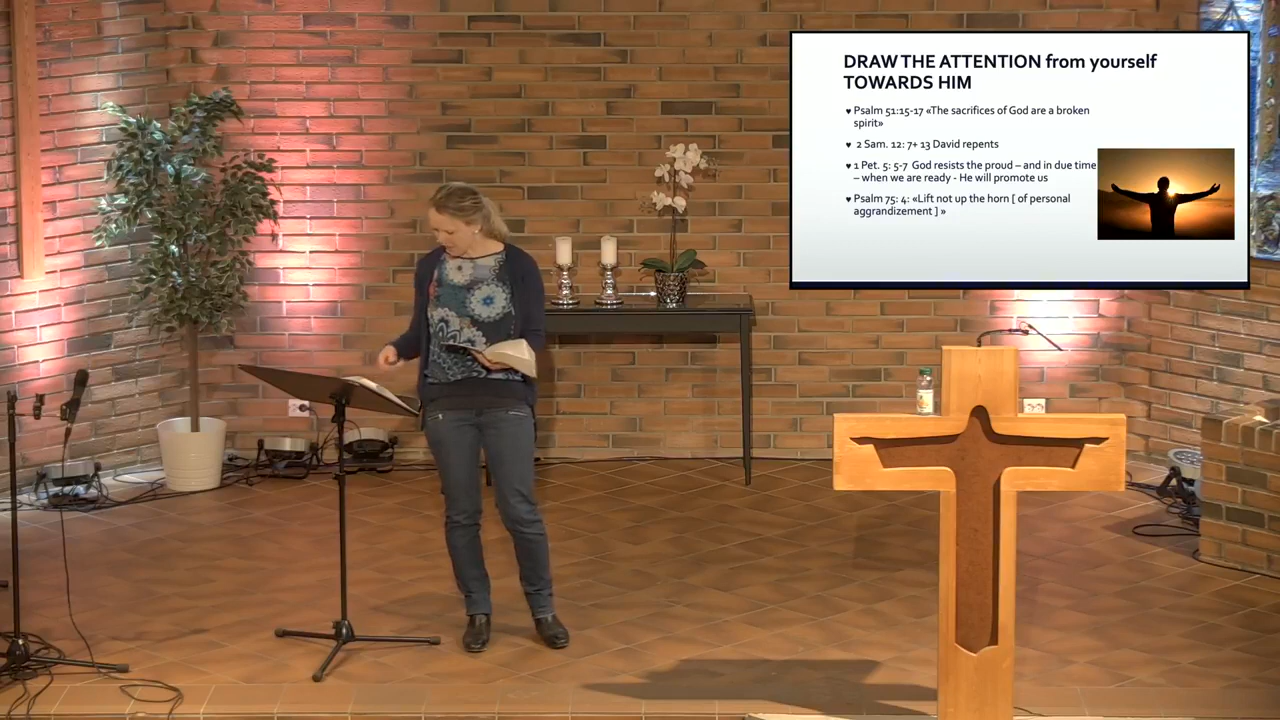 DRAW THE ATTENTION from yourself
TOWARDS HIM
♥ Psalm 51:15-17 «The sacrifices of God are a broken
spirit»
♥ 2 Sam. 12: 7+ 13 David repents
♥ 1 Pet. 5: 5-7 God resists the proud – and in due time
– when we are ready - He will promote us
♥ Psalm 75: 4: «Lift not up the horn [ of personal
aggrandizement ] »